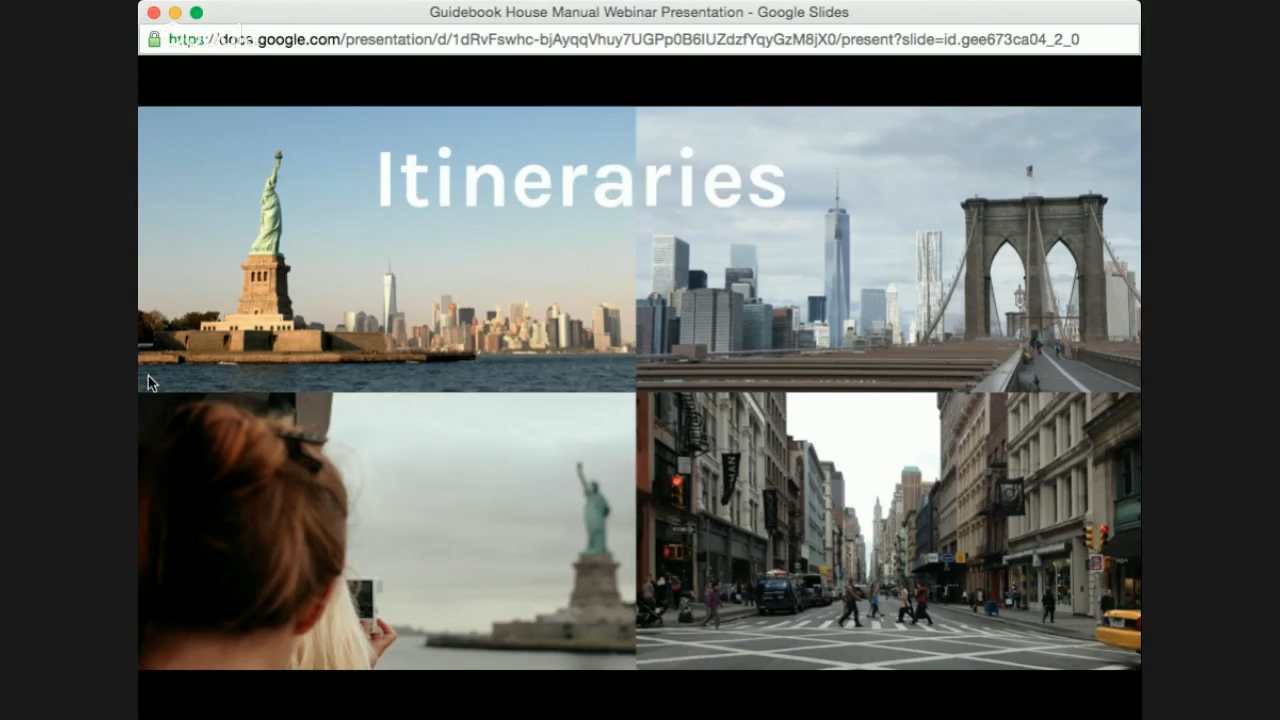 Guidebook House Manual Webinar Presentation - Google Slides
https://docs.google.com/presentation/d/1dRvFswhc-bjAyqqVhuy7UGPp0B6IUZdzfYqyGzM8jX0/present?slide=id.gee673ca04_2_0
Itineraries